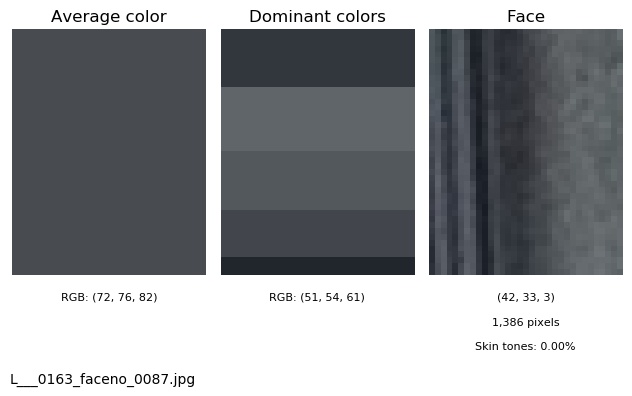 Average color
Dominant colors
Face
RGB: (72, 76, 82)
RGB: (51, 54, 61)
(42, 33, 3)
1,386 pixels
Skin tones: 0.00%
L___0163_faceno_0087.jpg